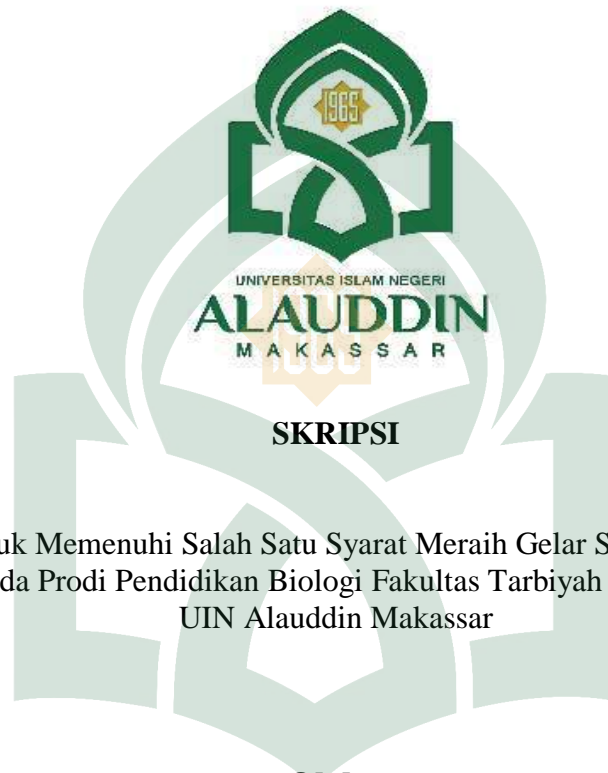 1965
UNIVERSITAS ISLAM NEGERI
ALAUDDIN
MAKASSAR
SKRIPSI
Memenuhi Salah Satu Syarat Meraih Gelar
Prodi Pendidikan Biologi Fakultas Tarbiyah
UIN Alauddin Makassar